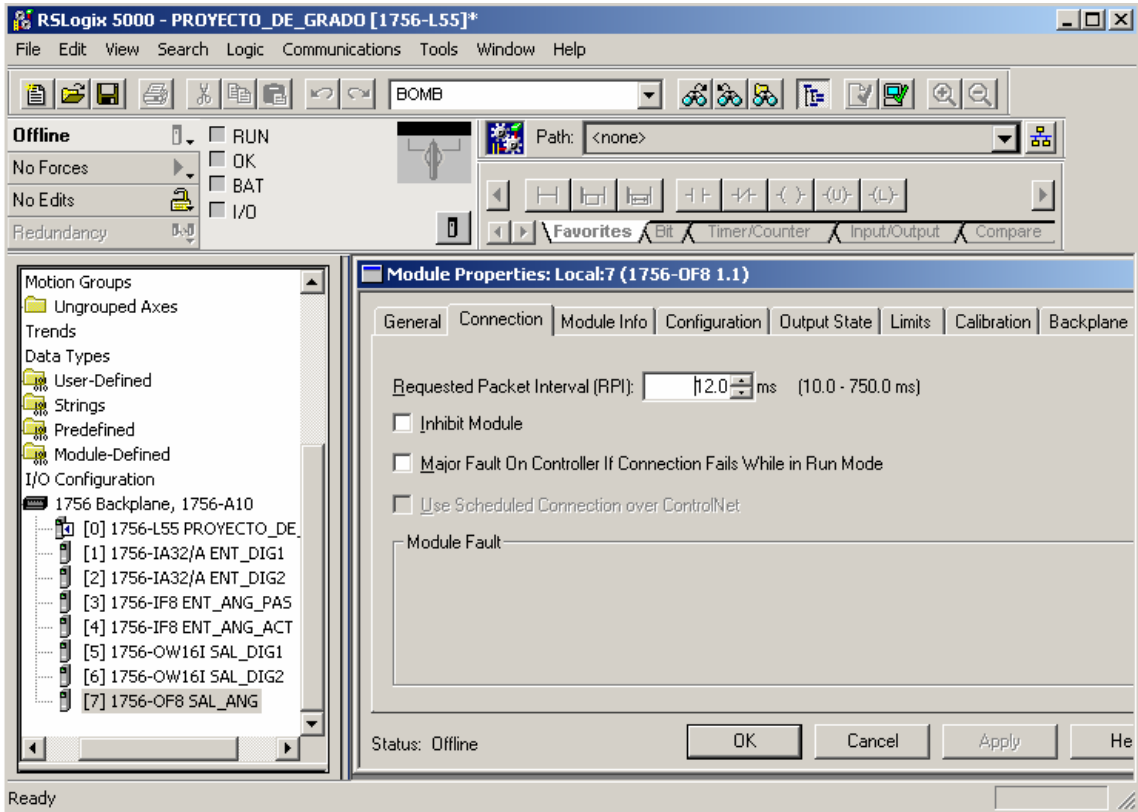 RSLogix 5000 - PROYECTO_DE_GRADO [1756-L55]*
File Edit View Search Logic Communications Tools Window Help
BOMB
Offline
RUN
No Forces
OK
No Edits
BAT
Redundancy
I/O
Path: <none>
Favorites Bit Timer/Counter Input/Output Compare
Motion Groups
Ungrouped Axes
Trends
Data Types
User-Defined
Strings
Predefined
Module-Defined
I/O Configuration
1756 Backplane, 1756-A10
[0] 1756-L55 PROYECTO_DE_
[1] 1756-IA32/A ENT_DIG1
[2] 1756-IA32/A ENT_DIG2
[3] 1756-IF8 ENT_ANG_PAS
[4] 1756-IF8 ENT_ANG_ACT
[5] 1756-OW16I SAL_DIG1
[6] 1756-OW16I SAL_DIG2
[7] 1756-OF8 SAL_ANG
Module Properties: Local:7 (1756-OF8 1.1)
General Connection Module Info Configuration Output State Limits Calibration Backplane
Requested Packet Interval (RPI): 12.0 ms (10.0 - 750.0 ms)
Inhibit Module
Major Fault On Controller If Connection Fails While in Run Mode
Use Scheduled Connection over ControlNet
Module Fault
Status: Offline
OK Cancel Apply He
Ready